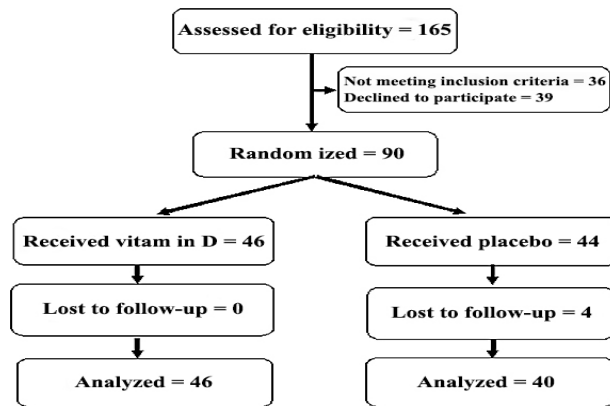 Assessed for eligibility = 165
Not meeting inclusion criteria = 36
Declined to participate = 39
Random ized = 90
Received vitam in D = 46
Received placebo = 44
Lost to follow-up = 0
Lost to follow-up = 4
Analyzed = 46
Analyzed = 40